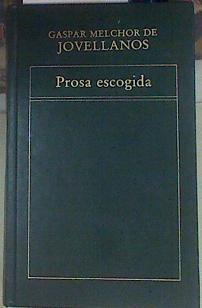 GASPAR MELCHOR DE
JOVELLANOS
Prosa escogida